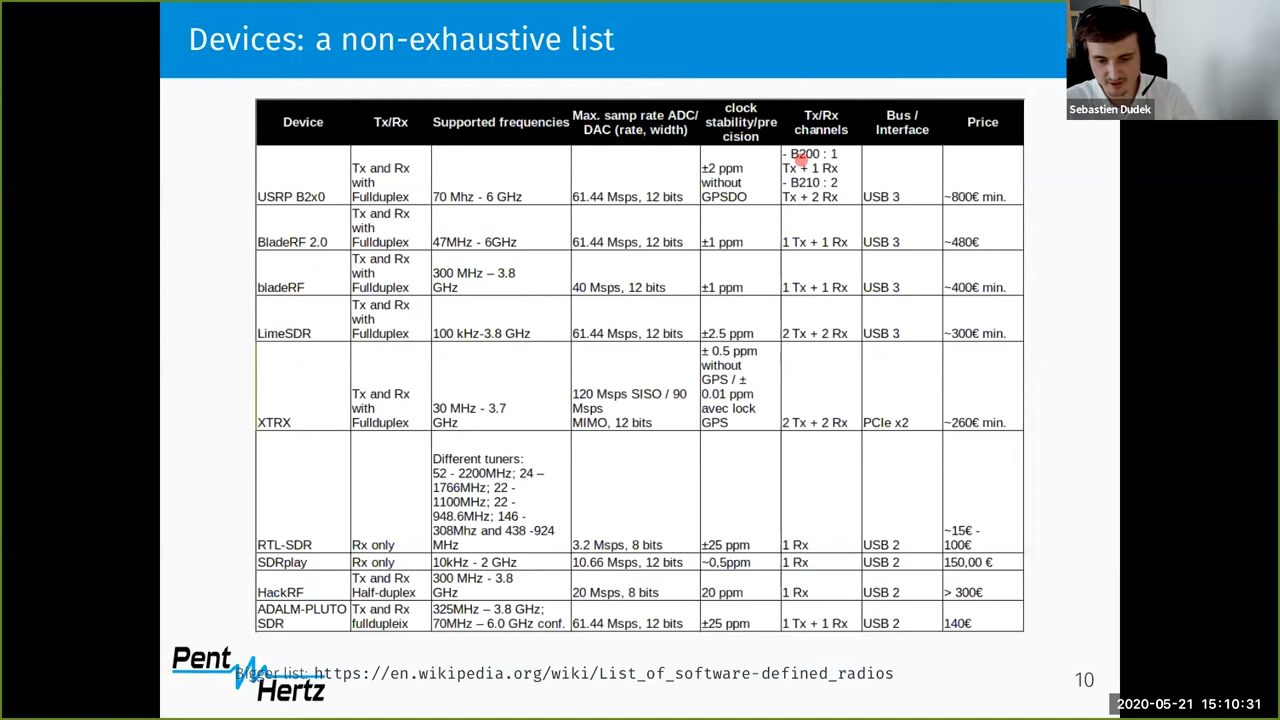 Devices: a non-exhaustive list
Sebastien Dudek
Device
Tx/Rx
Supported frequencies
Max. samp rate ADC/
DAC (rate, width)
clock
stability/pre
cision
Tx/Rx
channels
Bus /
Interface
Price
USRP B2x0
Tx and Rx
with
Fullduplex
70 Mhz - 6 GHz
61.44 Msps, 12 bits
±2 ppm
without
GPSDO
- B200 : 1
Tx + 1 Rx
- B210 : 2
Tx + 2 Rx
USB 3
~800€ min.
BladeRF 2.0
Tx and Rx
with
Fullduplex
47MHz - 6GHz
61.44 Msps, 12 bits
±1 ppm
1 Tx + 1 Rx
USB 3
~480€
bladeRF
Tx and Rx
with
Fullduplex
300 MHz – 3.8
GHz
40 Msps, 12 bits
±1 ppm
1 Tx + 1 Rx
USB 3
~400€ min.
LimeSDR
Tx and Rx
with
Fullduplex
100 kHz-3.8 GHz
61.44 Msps, 12 bits
±2.5 ppm
2 Tx + 2 Rx
USB 3
~300€ min.
XTRX
Tx and Rx
with
Fullduplex
30 MHz - 3.7
GHz
120 Msps SISO / 90
Msps
MIMO, 12 bits
± 0.5 ppm
without
GPS / ±
0.01 ppm
avec lock
GPS
2 Tx + 2 Rx
PCIe x2
~260€ min.
RTL-SDR
Rx only
Different tuners:
52 - 2200MHz; 24 –
1766MHz; 22 -
1100MHz; 22 -
948.6MHz; 146 -
308Mhz and 438 -924
MHz
3.2 Msps, 8 bits
±25 ppm
1 Rx
USB 2
~15€ -
100€
SDRplay
Rx only
10kHz - 2 GHz
10.66 Msps, 12 bits
~0,5ppm
1 Rx
USB 2
150,00 €
HackRF
Tx and Rx
Half-duplex
300 MHz - 3.8
GHz
20 Msps, 8 bits
20 ppm
1 Rx
USB 2
> 300€
ADALM-PLUTO
SDR
Tx and Rx
fulldupleix
325MHz – 3.8 GHz;
70MHz – 6.0 GHz conf.
61.44 Msps, 12 bits
±25 ppm
1 Tx + 1 Rx
USB 2
140€
Pent
Hertz
Bigger list: https://en.wikipedia.org/wiki/List_of_software-defined_radios
10
2020-05-21 15:10:31